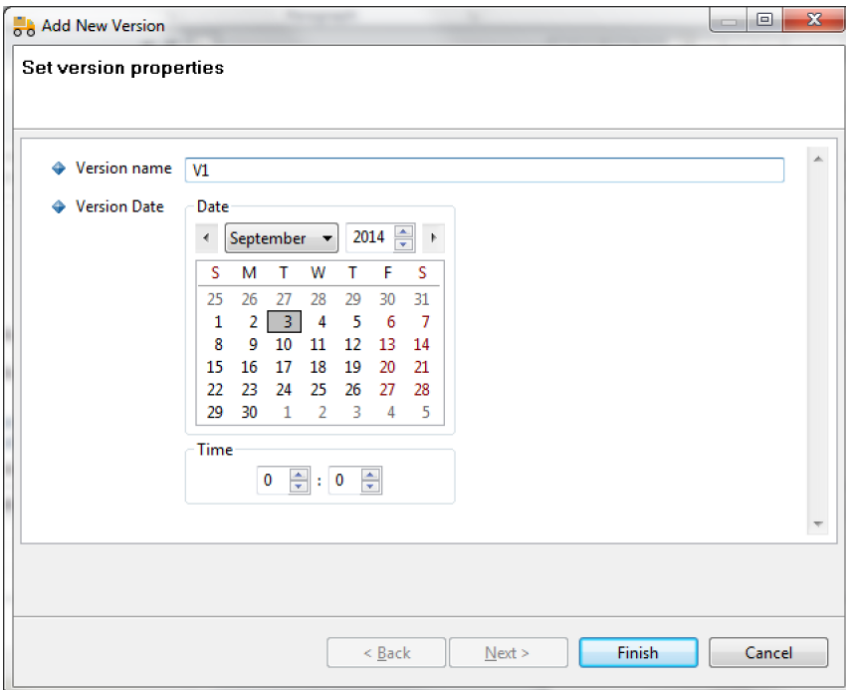 Add New Version
Set version properties
Version name V1
Version Date Date
September 2014
S M T W T F S
25 26 27 28 29 30 31
1 2 3 4 5 6 7
8 9 10 11 12 13 14
15 16 17 18 19 20 21
22 23 24 25 26 27 28
29 30 1 2 3 4 5
Time
0 : 0
< Back Next > Finish Cancel